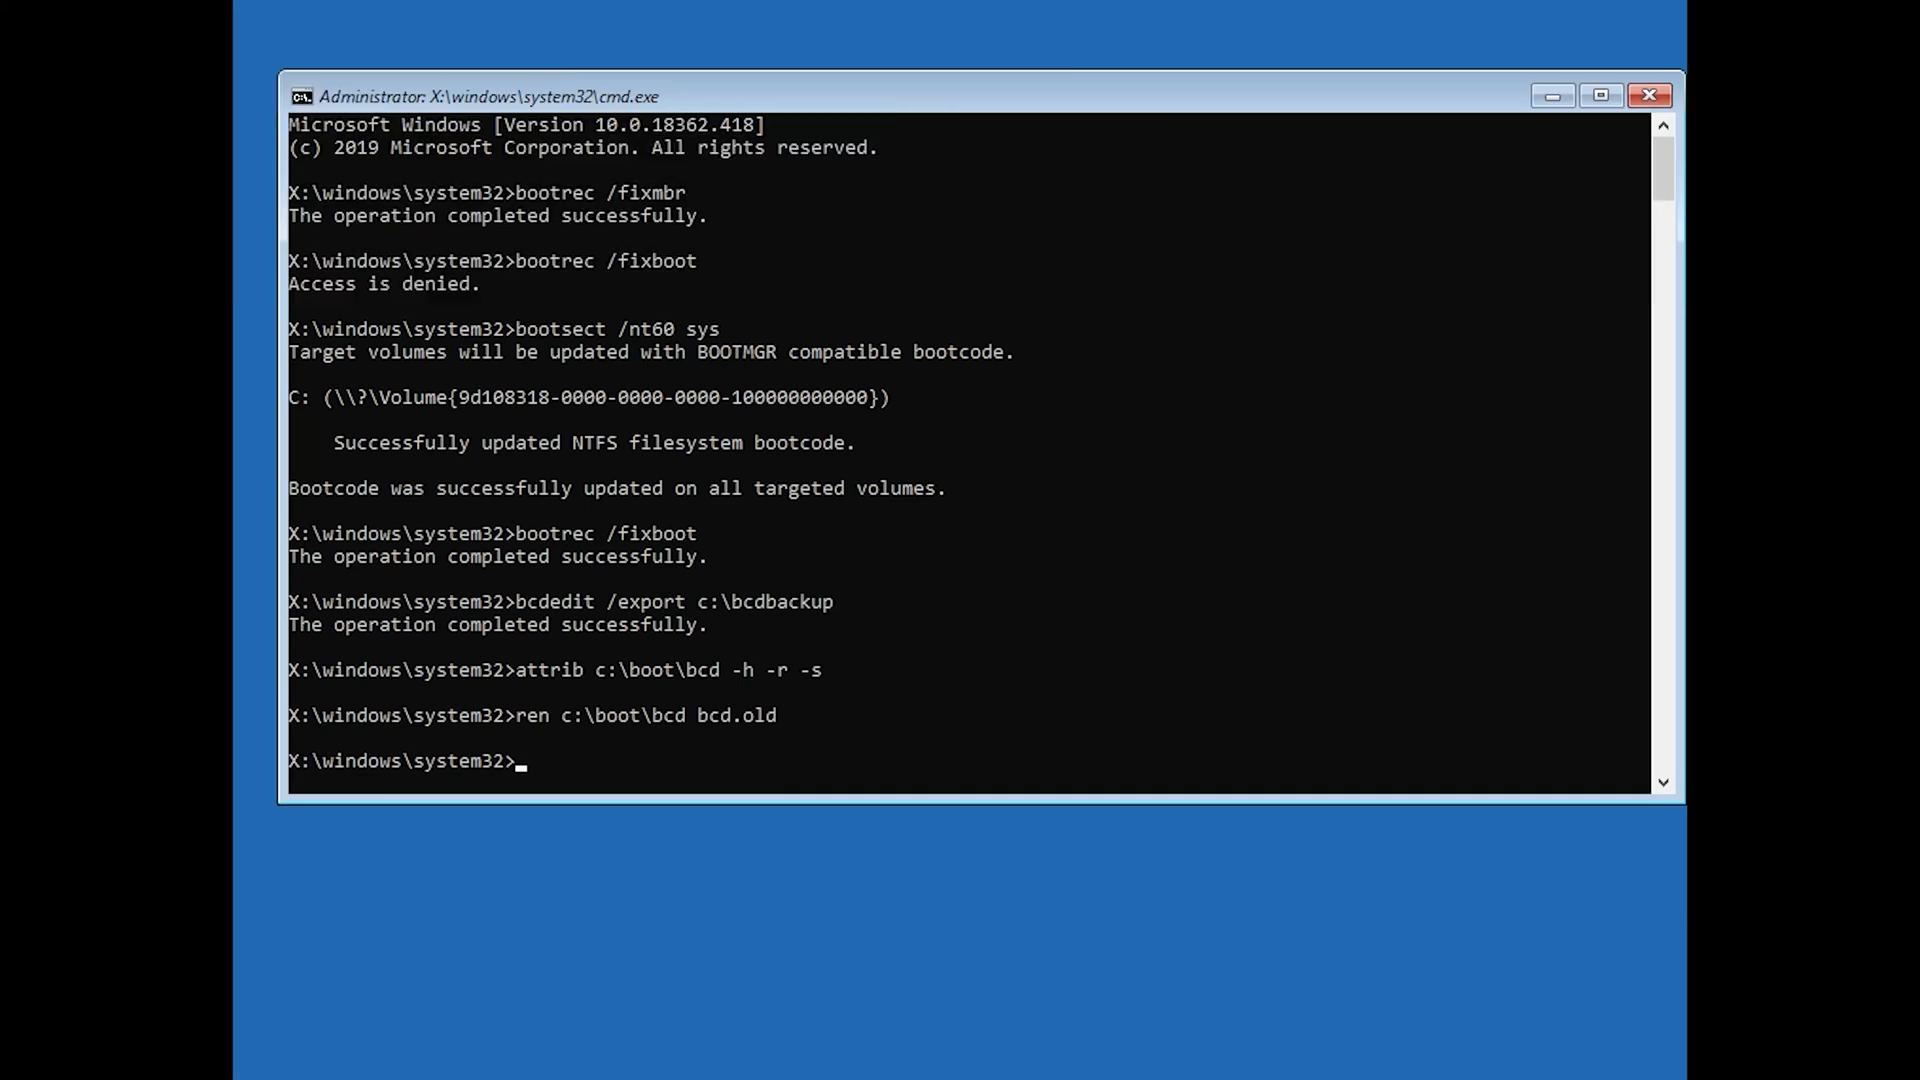 Administrator: X:\windows\system32\cmd.exe
Microsoft Windows [Version 10.0.18362.418]
(c) 2019 Microsoft Corporation. All rights reserved.
X:\windows\system32>bootrec /fixmbr
The operation completed successfully.
X:\windows\system32>bootrec /fixboot
Access is denied.
X:\windows\system32>bootsect /nt60 sys
Target volumes will be updated with BOOTMGR compatible bootcode.
C: (\\?\Volume{9d108318-0000-0000-0000-100000000000})
Successfully updated NTFS filesystem bootcode.
Bootcode was successfully updated on all targeted volumes.
X:\windows\system32>bootrec /fixboot
The operation completed successfully.
X:\windows\system32>bcdedit /export c:\bcdbackup
The operation completed successfully.
X:\windows\system32>attrib c:\boot\bcd -h -r -s
X:\windows\system32>ren c:\boot\bcd bcd.old
X:\windows\system32>